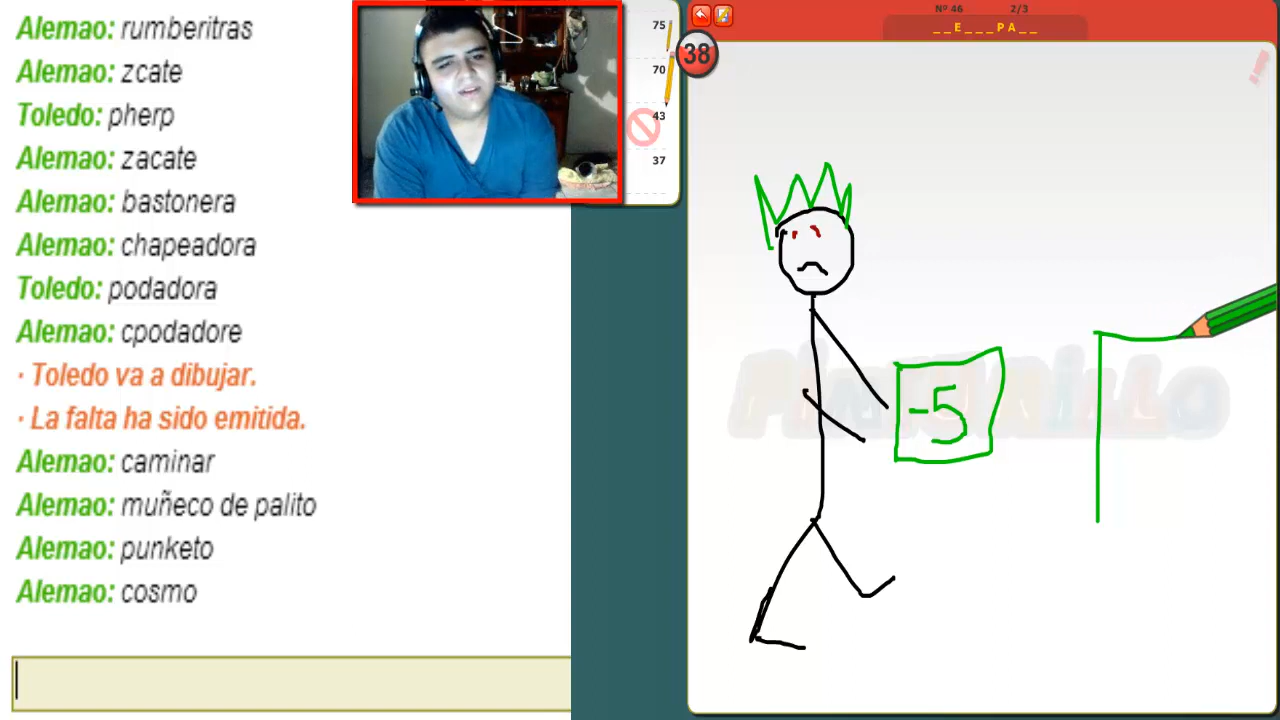 Alemao: rumberitras
Alemao: zcate
Toledo: pherp
Alemao: zacate
Alemao: bastonera
Alemao: chapeadora
Toledo: podadora
Alemao: cpodadore
· Toledo va a dibujar.
· La falta ha sido emitida.
Alemao: caminar
Alemao: muñeco de palito
Alemao: punketo
Alemao: cosmo
75
70
43
37
Nº 46 2/3
__E___PA__
38
!
-5